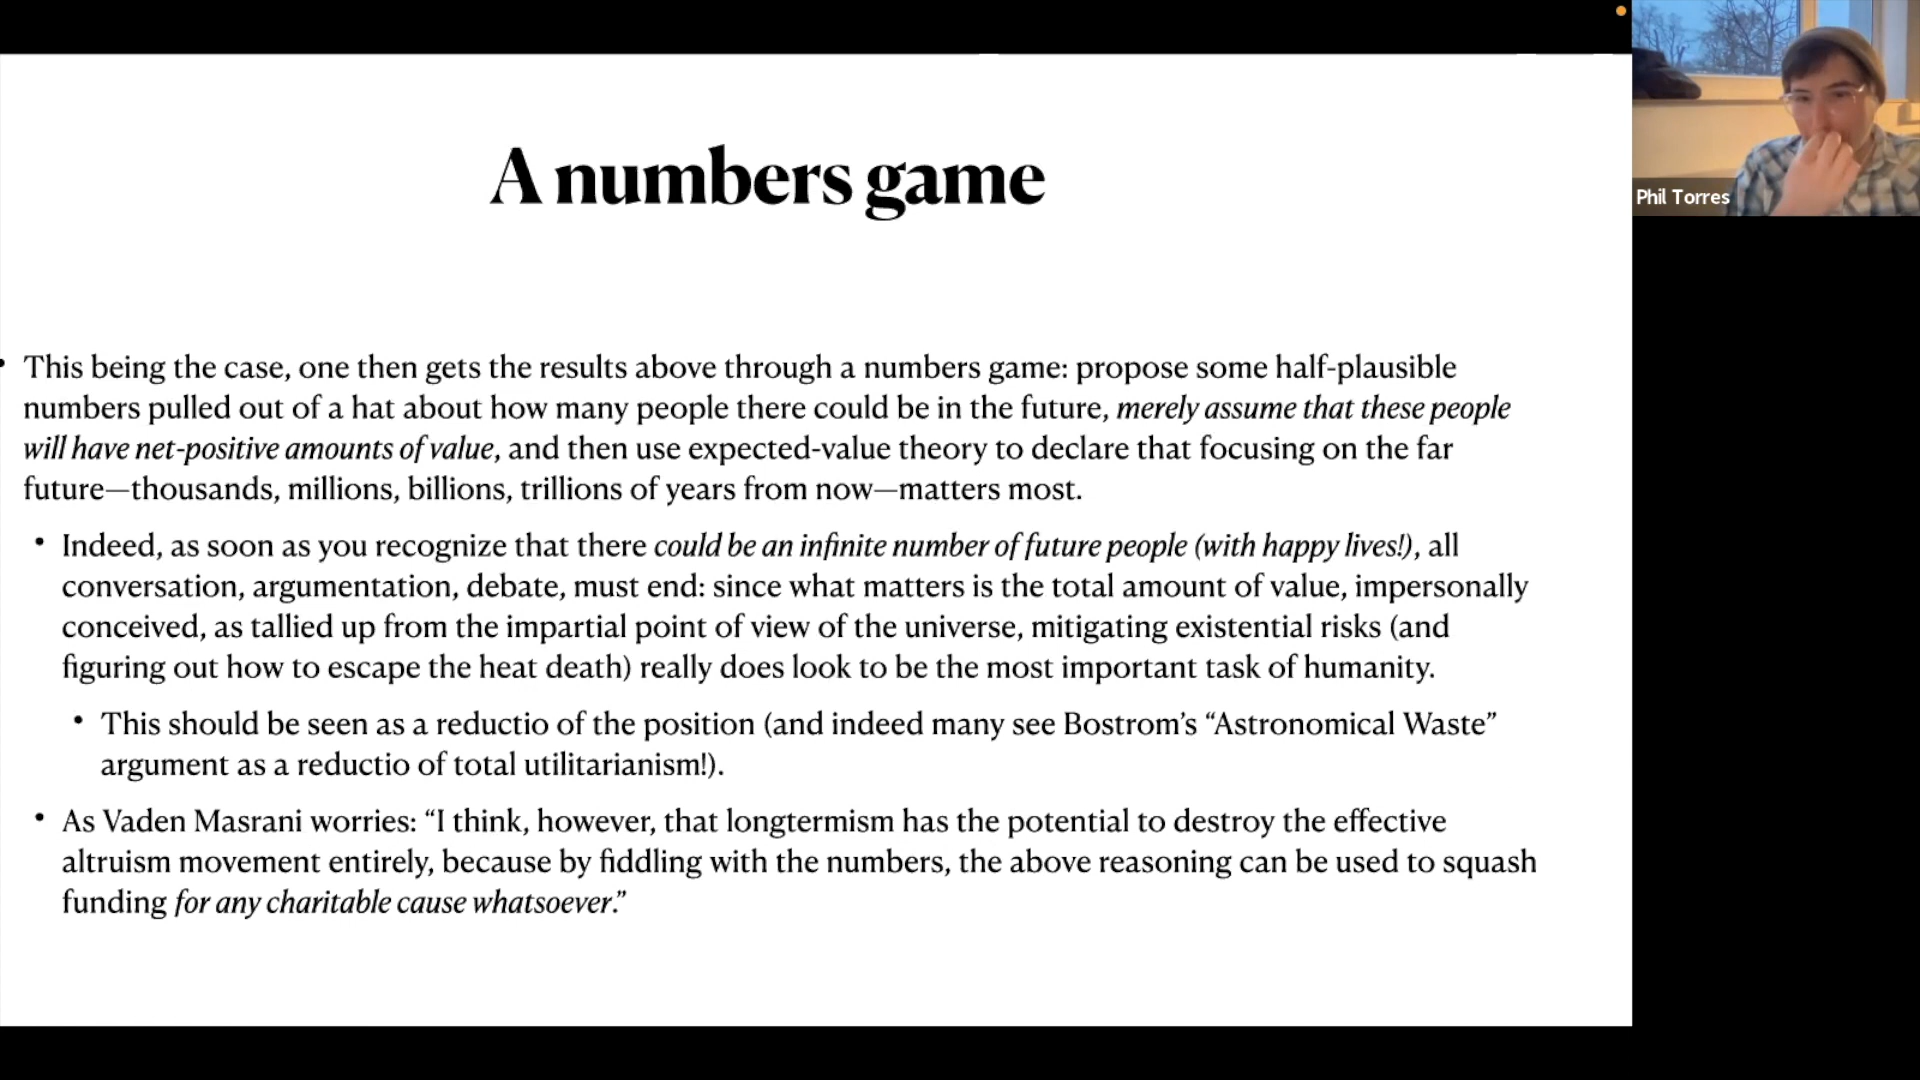 A numbers game
• This being the case, one then gets the results above through a numbers game: propose some half-plausible
numbers pulled out of a hat about how many people there could be in the future, merely assume that these people
will have net-positive amounts of value, and then use expected-value theory to declare that focusing on the far
future—thousands, millions, billions, trillions of years from now—matters most.
• Indeed, as soon as you recognize that there could be an infinite number of future people (with happy lives!), all
conversation, argumentation, debate, must end: since what matters is the total amount of value, impersonally
conceived, as tallied up from the impartial point of view of the universe, mitigating existential risks (and
figuring out how to escape the heat death) really does look to be the most important task of humanity.
• This should be seen as a reductio of the position (and indeed many see Bostrom’s “Astronomical Waste”
argument as a reductio of total utilitarianism!).
• As Vaden Masrani worries: “I think, however, that longtermism has the potential to destroy the effective
altruism movement entirely, because by fiddling with the numbers, the above reasoning can be used to squash
funding for any charitable cause whatsoever.”
Phil Torres